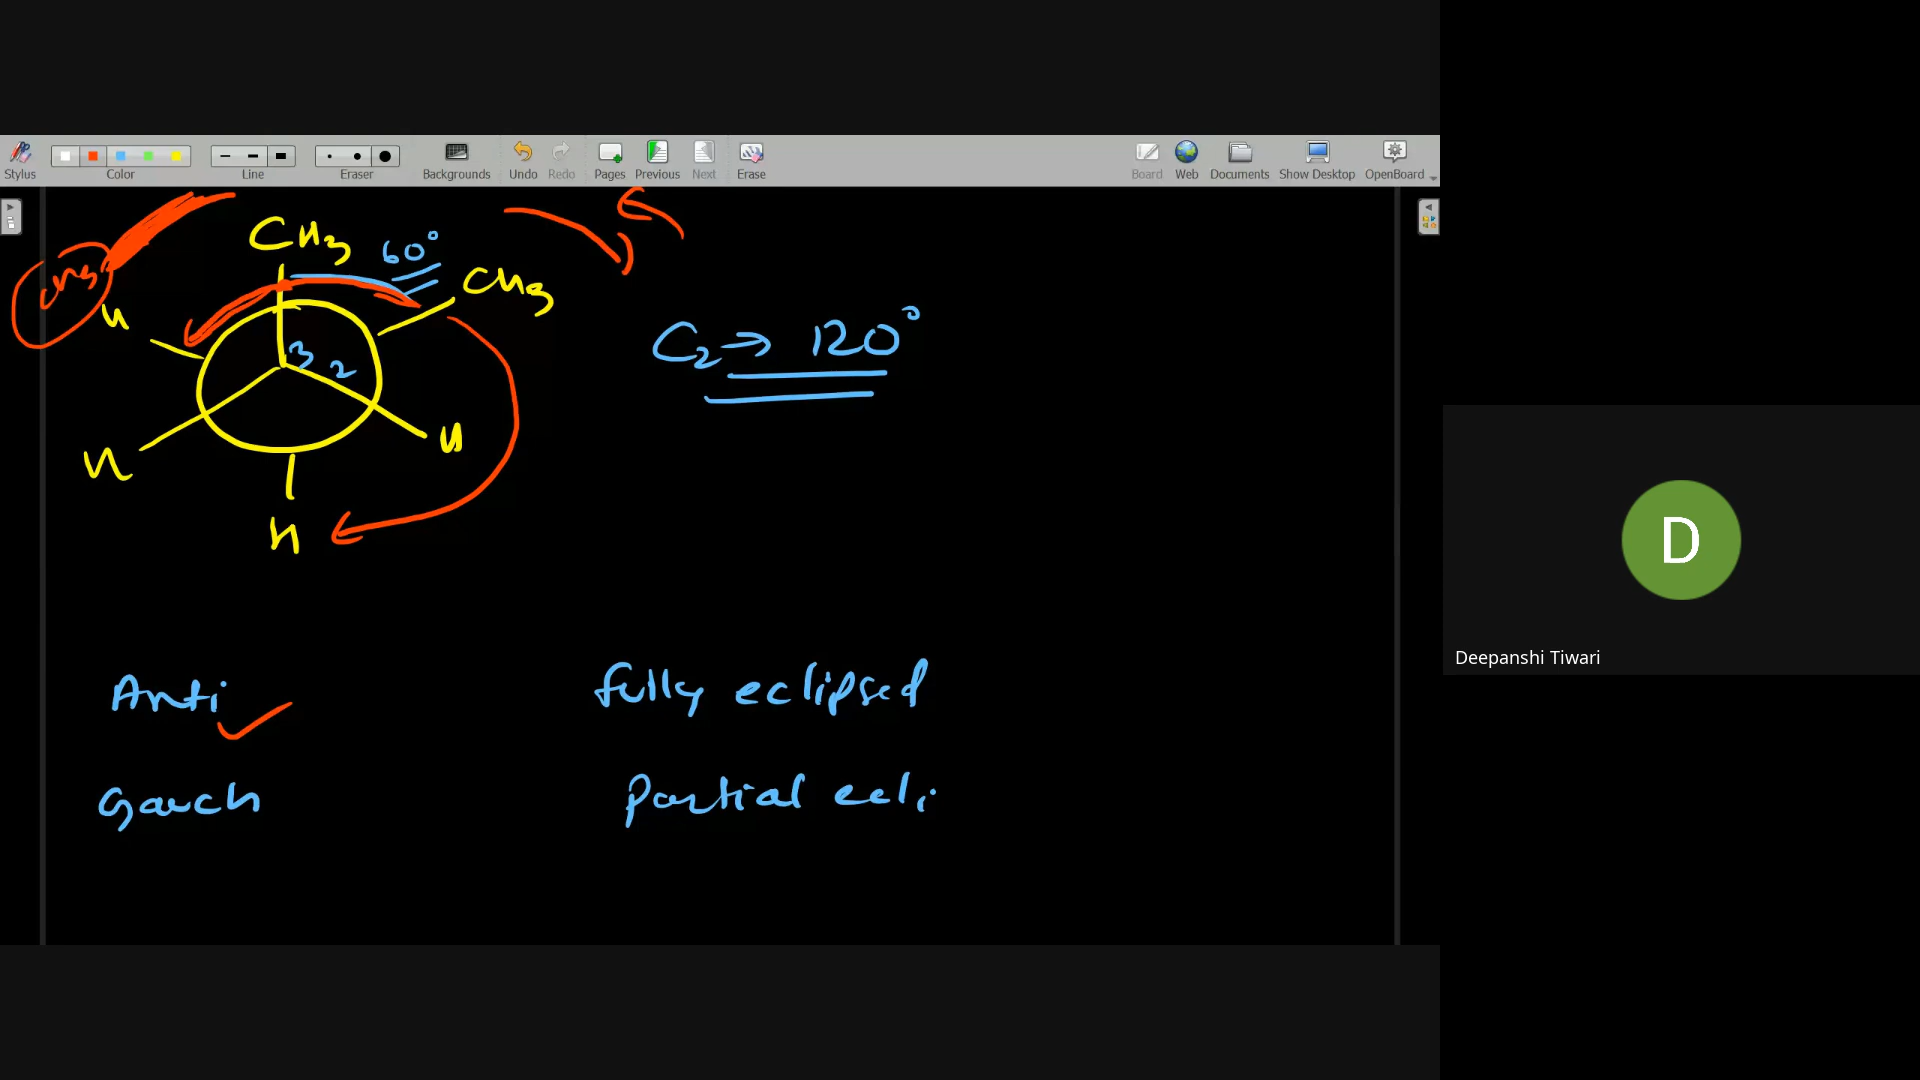 Stylus Color Line Eraser Backgrounds Undo Redo Pages Previous Next Erase Board Web Documents Show Desktop OpenBoard
CH3 60°
CH3
CH3
H
3 2
C2 → 120°
H
H
H
D
Deepanshi Tiwari
Anti
fully eclipsed
Gauch
Partial ecli.